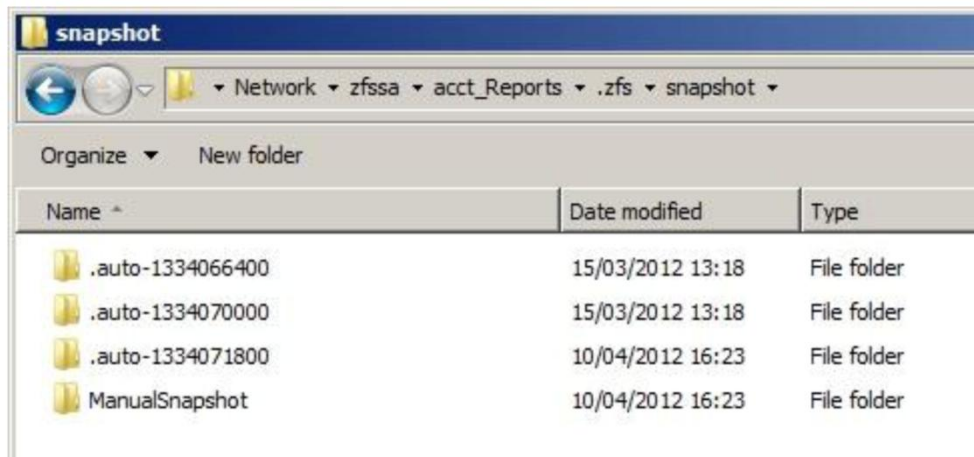 snapshot
Network zfssa acct_Reports .zfs snapshot
Organize New folder
Name Date modified Type
.auto-1334066400 15/03/2012 13:18 File folder
.auto-1334070000 15/03/2012 13:18 File folder
.auto-1334071800 10/04/2012 16:23 File folder
ManualSnapshot 10/04/2012 16:23 File folder